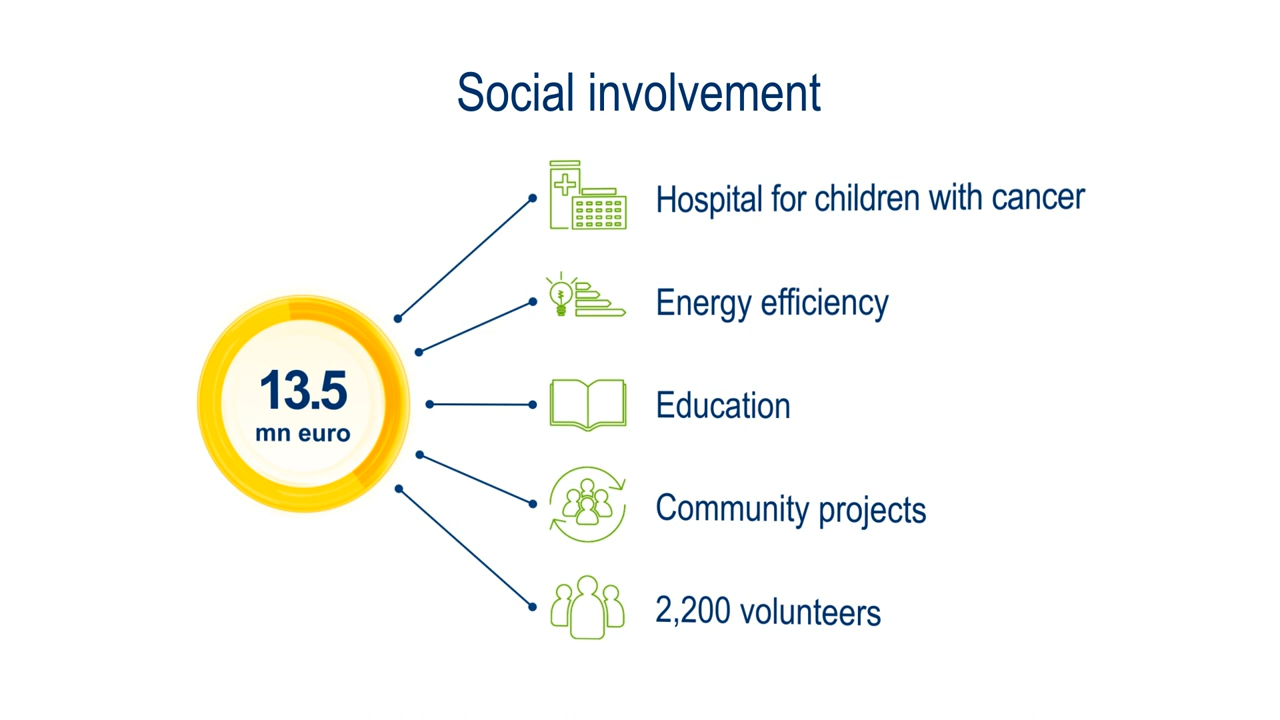 Social involvement
Hospital for children with cancer
Energy efficiency
13.5
mn euro
Education
Community projects
2,200 volunteers